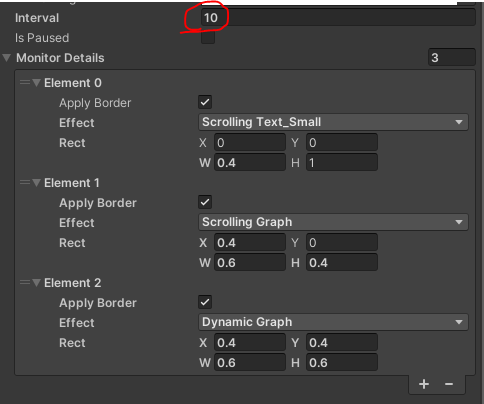 Interval 10
Is Paused
Monitor Details 3
Element 0
Apply Border
Effect Scrolling Text_Small
Rect X 0 Y 0
W 0.4 H 1
Element 1
Apply Border
Effect Scrolling Graph
Rect X 0.4 Y 0
W 0.6 H 0.4
Element 2
Apply Border
Effect Dynamic Graph
Rect X 0.4 Y 0.4
W 0.6 H 0.6
+ −